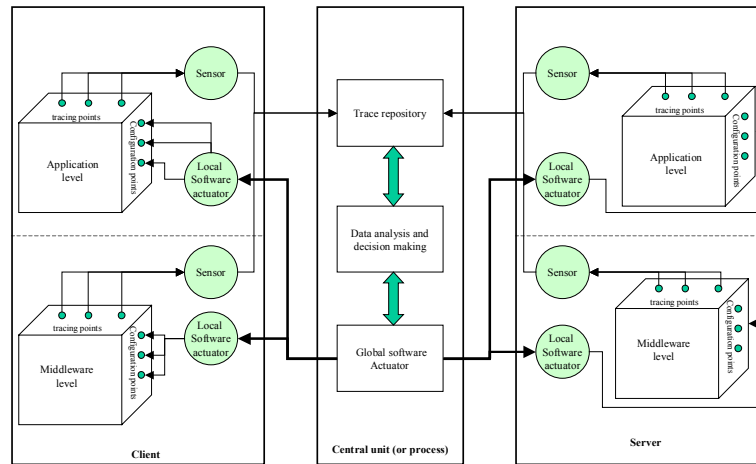 Sensor
tracing points
Configuration points
Application
level
Local
Software
actuator
Sensor
tracing points
Configuration points
Middleware
level
Local
Software
actuator
Client
Trace repository
Data analysis and
decision making
Global software
Actuator
Central unit (or process)
Sensor
tracing points
Configuration points
Application
level
Local
Software
actuator
Sensor
tracing points
Configuration points
Middleware
level
Local
Software
actuator
Server